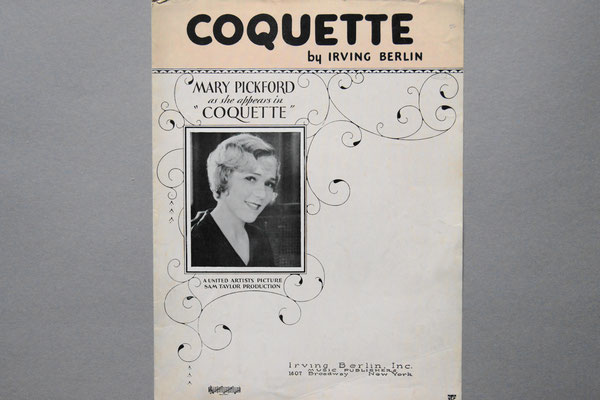 COQUETTE
by IRVING BERLIN
MARY PICKFORD
as she appears in
"COQUETTE"
A UNITED ARTISTS PICTURE
SAM TAYLOR PRODUCTION
Irving Berlin, Inc.
MUSIC PUBLISHERS
1607 Broadway New York